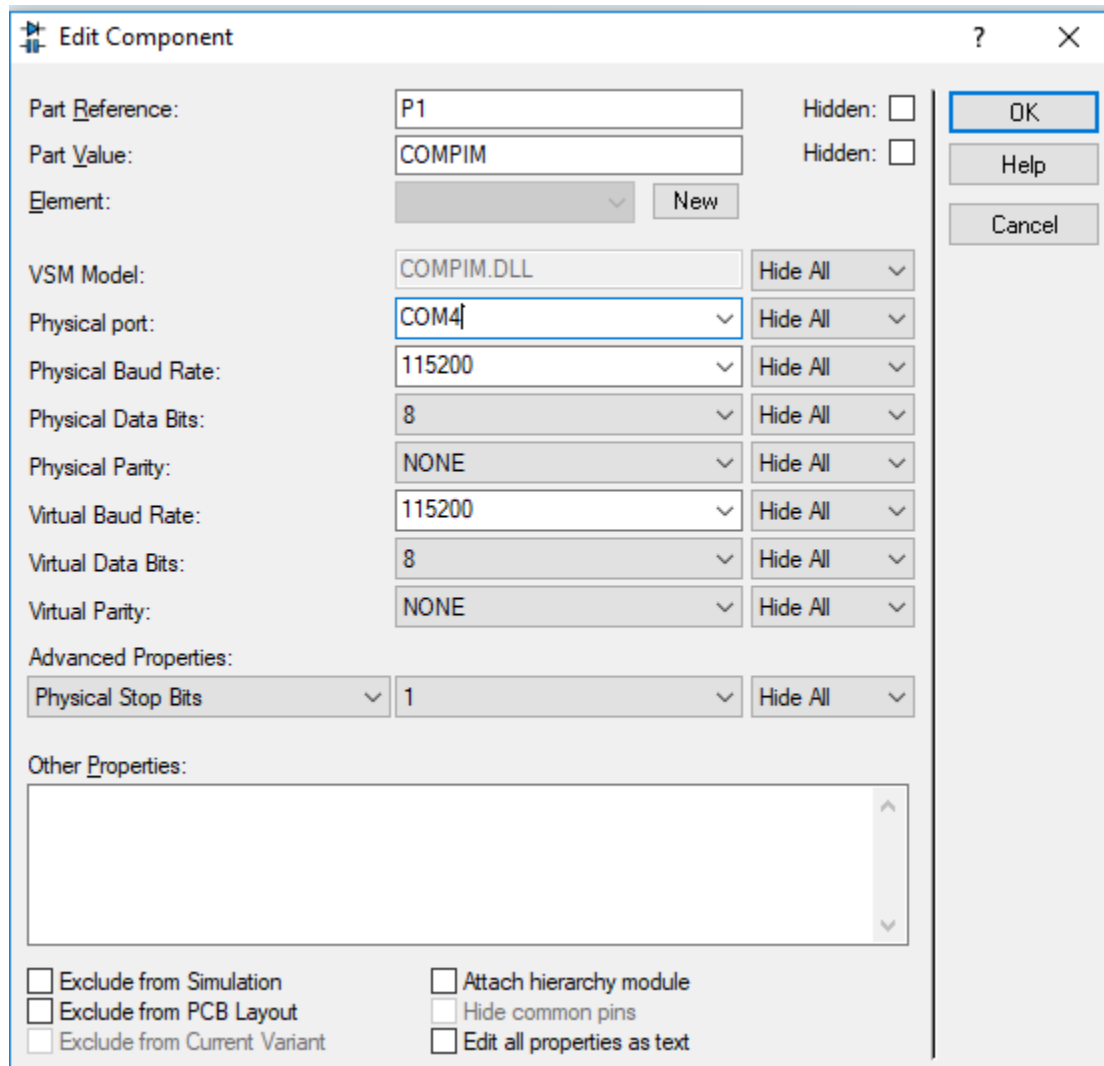 Edit Component ?
Part Reference: P1 Hidden:
OK
Part Value: COMPIM Hidden:
Help
Element: New
Cancel
VSM Model: COMPIM.DLL Hide All
Physical port: COM4 Hide All
Physical Baud Rate: 115200 Hide All
Physical Data Bits: 8 Hide All
Physical Parity: NONE Hide All
Virtual Baud Rate: 115200 Hide All
Virtual Data Bits: 8 Hide All
Virtual Parity: NONE Hide All
Advanced Properties:
Physical Stop Bits 1 Hide All
Other Properties:
Exclude from Simulation Attach hierarchy module
Exclude from PCB Layout Hide common pins
Exclude from Current Variant Edit all properties as text